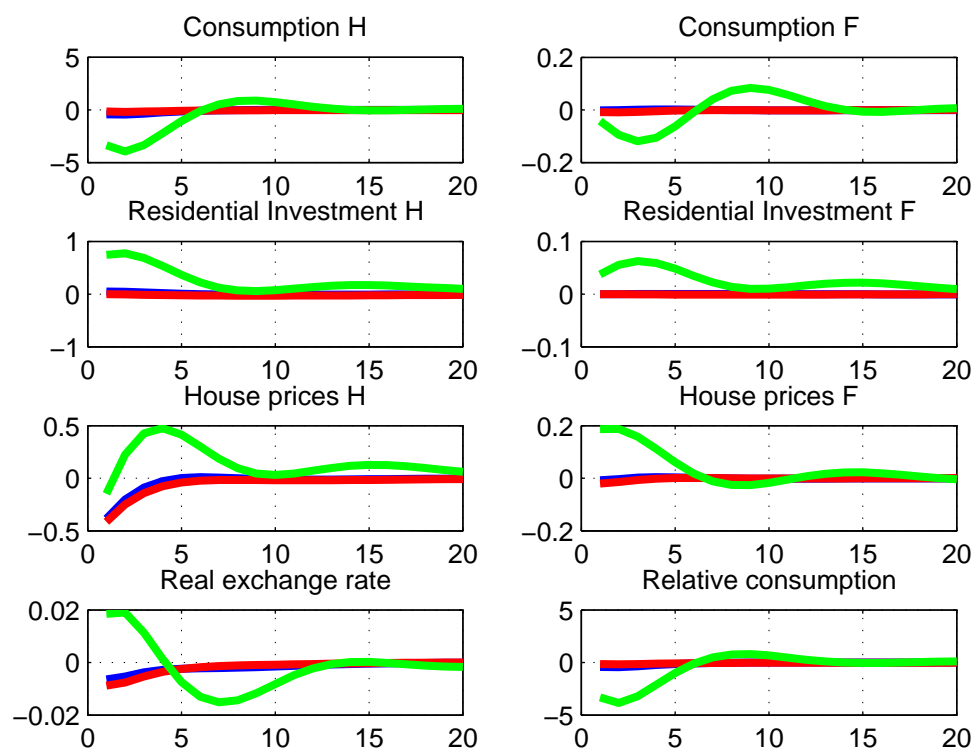 Consumption H
Consumption F
5
0
−5
0 5 10 15 20
0.2
0
−0.2
0 5 10 15 20
Residential Investment H
Residential Investment F
1
0
−1
0 5 10 15 20
0.1
0
−0.1
0 5 10 15 20
House prices H
House prices F
0.5
0
−0.5
0 5 10 15 20
0.2
0
−0.2
0 5 10 15 20
Real exchange rate
Relative consumption
0.02
0
−0.02
0 5 10 15 20
5
0
−5
0 5 10 15 20